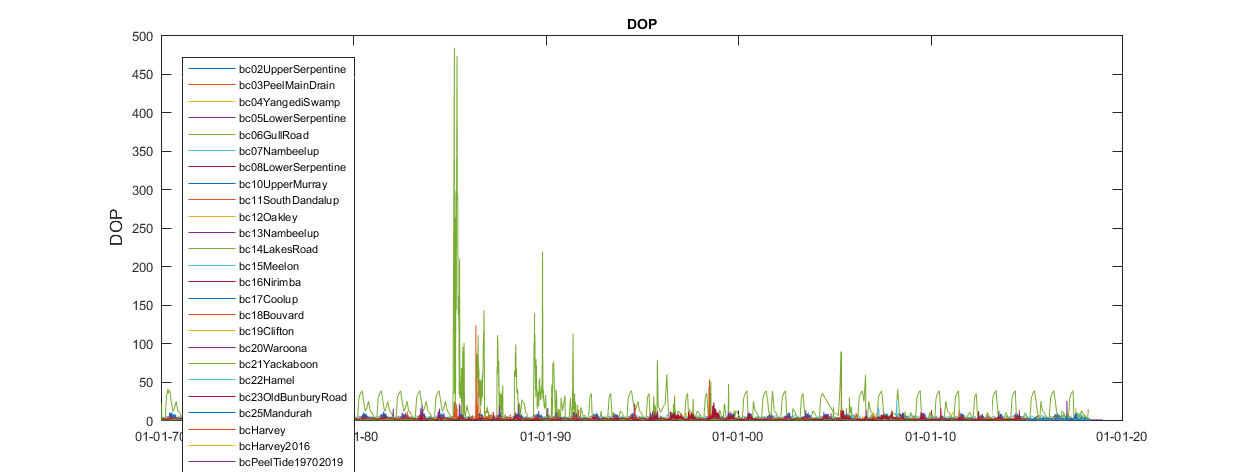 DOP
500
450
400
350
300
250
200
150
100
50
0
DOP
bc02UpperSerpentine
bc03PeelMainDrain
bc04YangediSwamp
bc05LowerSerpentine
bc06GullRoad
bc07Nambeelup
bc08LowerSerpentine
bc10UpperMurray
bc11SouthDandalup
bc12Oakley
bc13Nambeelup
bc14LakesRoad
bc15Meelon
bc16Nirimba
bc17Coolup
bc18Bouvard
bc19Clifton
bc20Waroona
bc21Yackaboon
bc22Hamel
bc23OldBunburyRoad
bc25Mandurah
bcHarvey
bcHarvey2016
bcPeelTide19702019
01-01-70 1-80 01-01-90 01-01-00 01-01-10 01-01-20